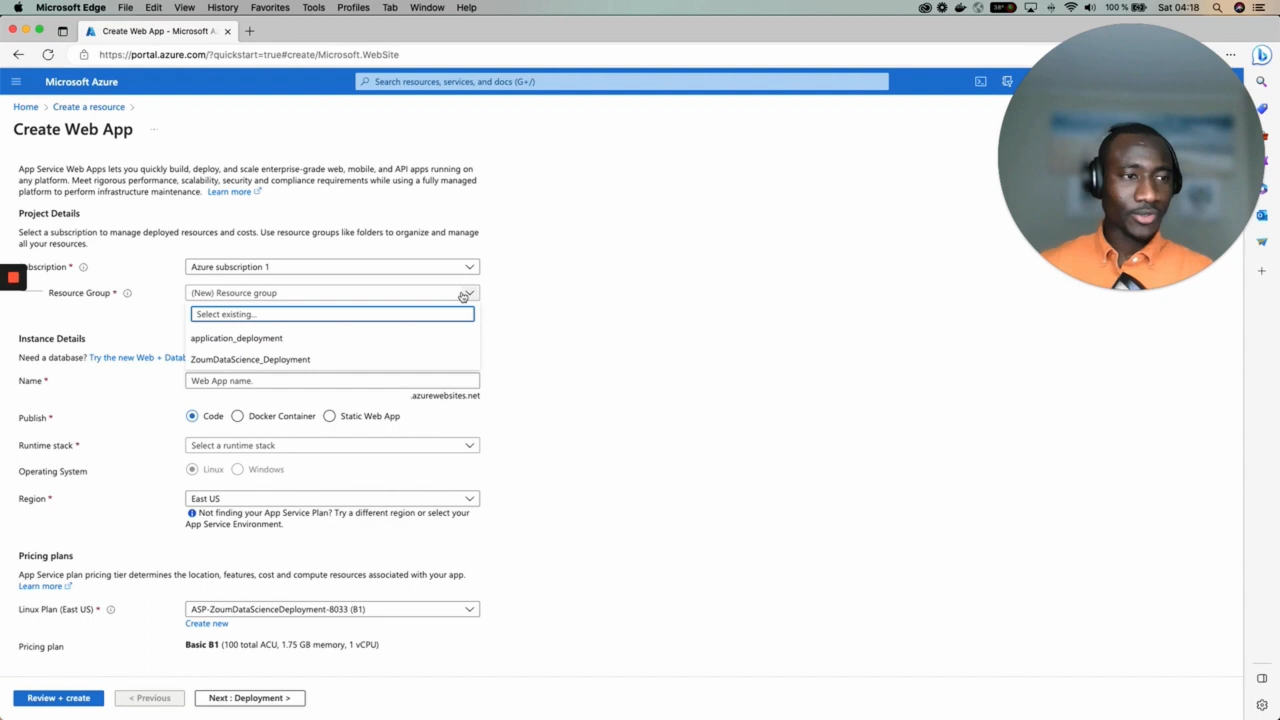 Microsoft Edge File Edit View History Favorites Tools Profiles Tab Window Help 38° 100 % Sat 04:18
Create Web App - Microsoft A
https://portal.azure.com/?quickstart=true#create/Microsoft.WebSite
Microsoft Azure Search resources, services, and docs (G+/)
Home > Create a resource >
Create Web App ...
App Service Web Apps lets you quickly build, deploy, and scale enterprise-grade web, mobile, and API apps running on
any platform. Meet rigorous performance, scalability, security and compliance requirements while using a fully managed
platform to perform infrastructure maintenance. Learn more
Project Details
Select a subscription to manage deployed resources and costs. Use resource groups like folders to organize and manage
all your resources.
ubscription * Azure subscription 1
Resource Group * (New) Resource group
Select existing...
application_deployment
ZoumDataScience_Deployment
Instance Details
Need a database? Try the new Web + Datab
Name * Web App name.
.azurewebsites.net
Publish * Code Docker Container Static Web App
Runtime stack * Select a runtime stack
Operating System Linux Windows
Region * East US
Not finding your App Service Plan? Try a different region or select your
App Service Environment.
Pricing plans
App Service plan pricing tier determines the location, features, cost and compute resources associated with your app.
Learn more
Linux Plan (East US) * ASP-ZoumDataScienceDeployment-8033 (B1)
Create new
Pricing plan Basic B1 (100 total ACU, 1.75 GB memory, 1 vCPU)
Review + create < Previous Next : Deployment >